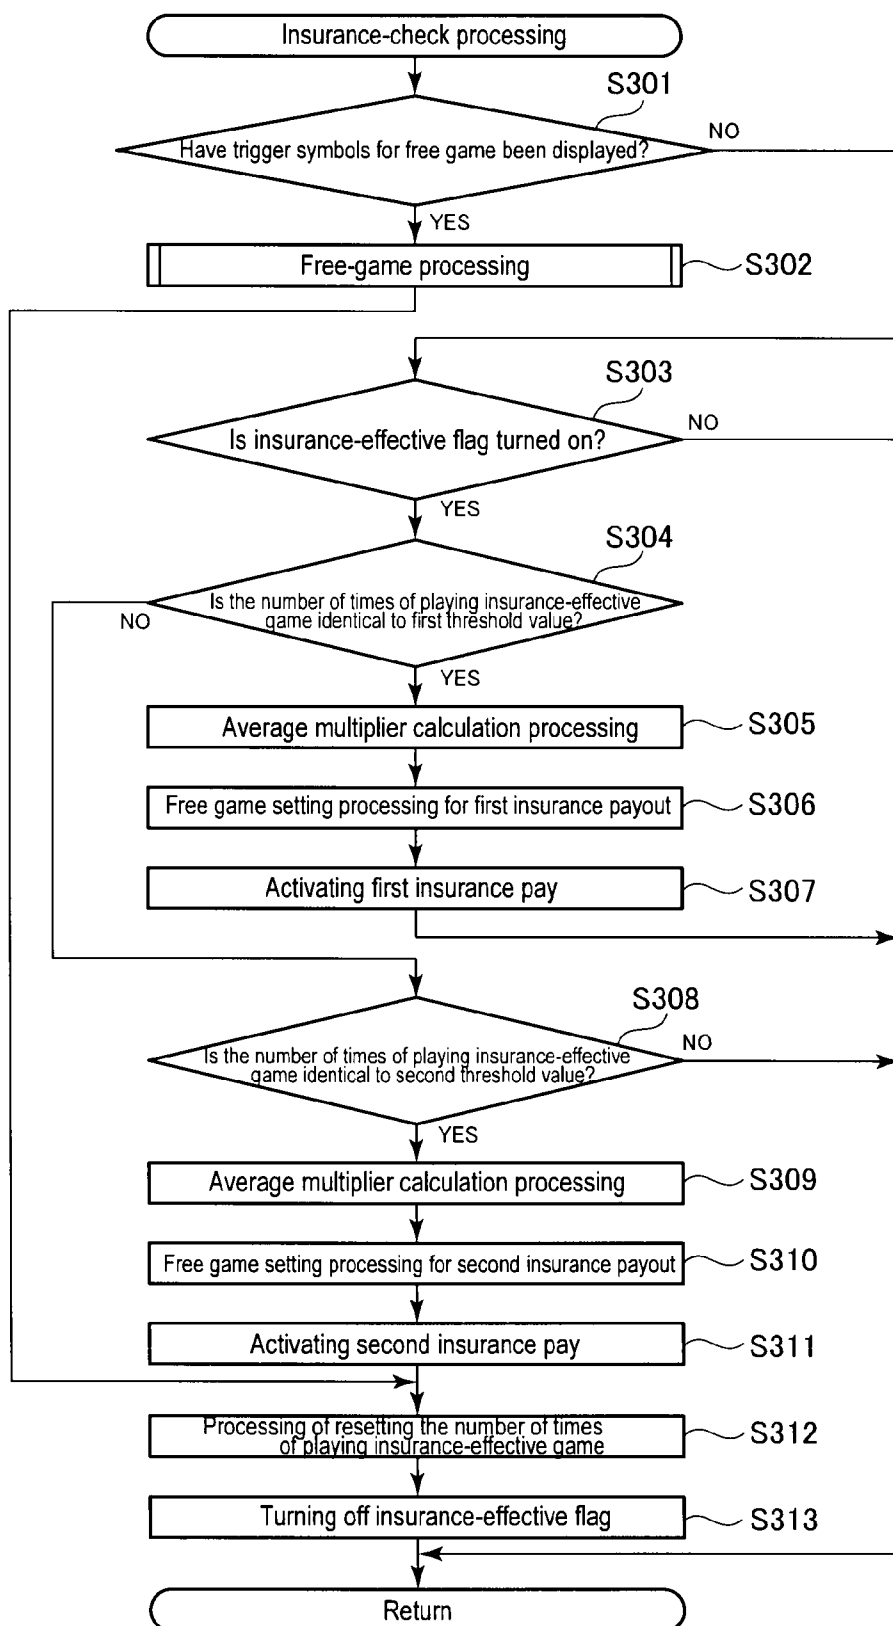 Insurance-check processing
S301
Have trigger symbols for free game been displayed?
NO
YES
Free-game processing
S302
S303
Is insurance-effective flag turned on?
NO
YES
S304
Is the number of times of playing insurance-effective
game identical to first threshold value?
NO
YES
Average multiplier calculation processing
S305
Free game setting processing for first insurance payout
S306
Activating first insurance pay
S307
S308
Is the number of times of playing insurance-effective
game identical to second threshold value?
NO
YES
Average multiplier calculation processing
S309
Free game setting processing for second insurance payout
S310
Activating second insurance pay
S311
Processing of resetting the number of times
of playing insurance-effective game
S312
Turning off insurance-effective flag
S313
Return